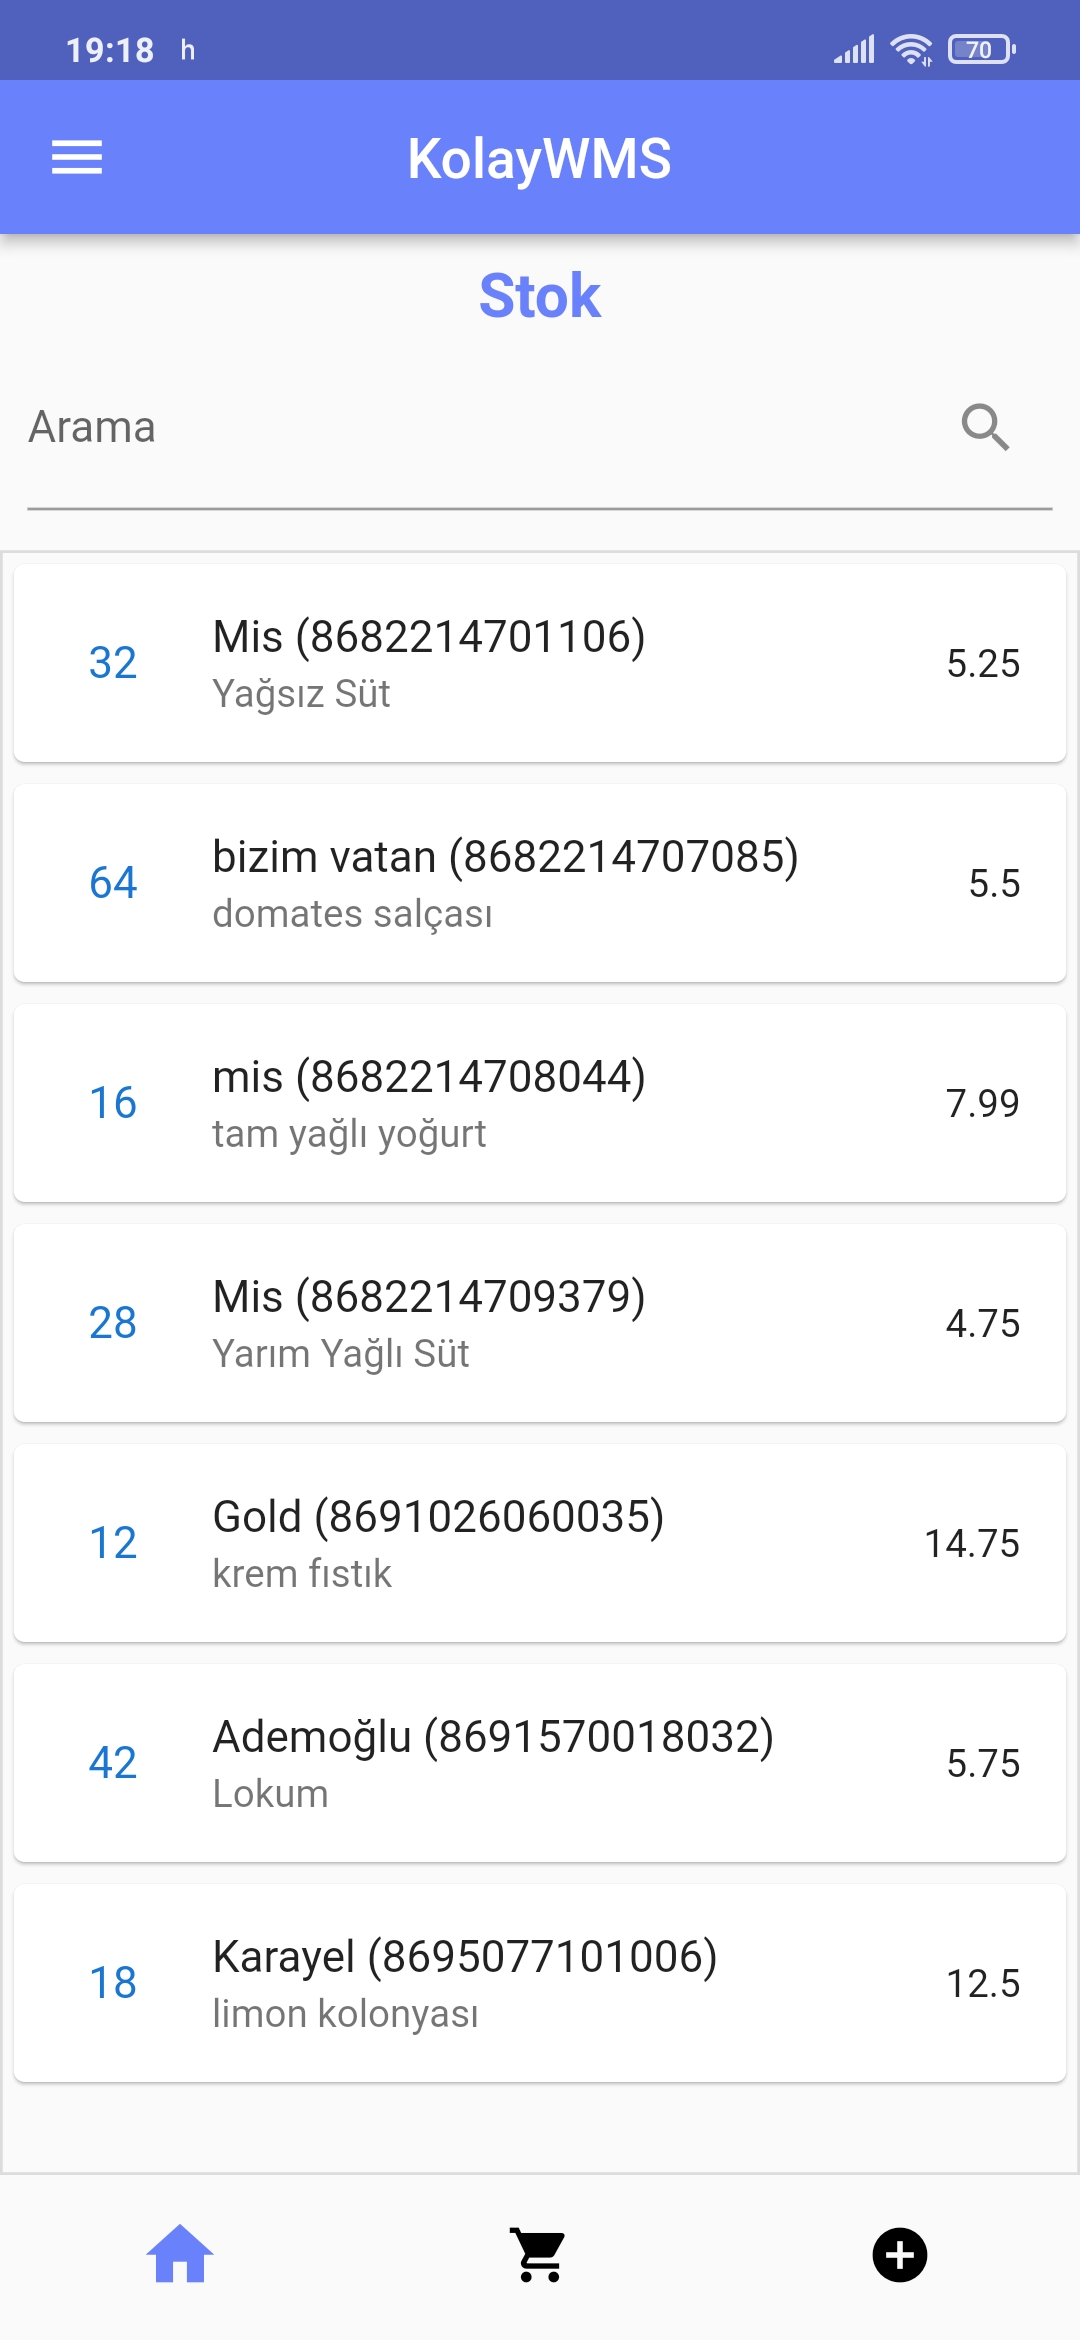 19:18 h 70
KolayWMS
Stok
Arama
32 Mis (8682214701106) 5.25
Yağsız Süt
64 bizim vatan (8682214707085) 5.5
domates salçası
16 mis (8682214708044) 7.99
tam yağlı yoğurt
28 Mis (8682214709379) 4.75
Yarım Yağlı Süt
12 Gold (8691026060035) 14.75
krem fıstık
42 Ademoğlu (8691570018032) 5.75
Lokum
18 Karayel (8695077101006) 12.5
limon kolonyası